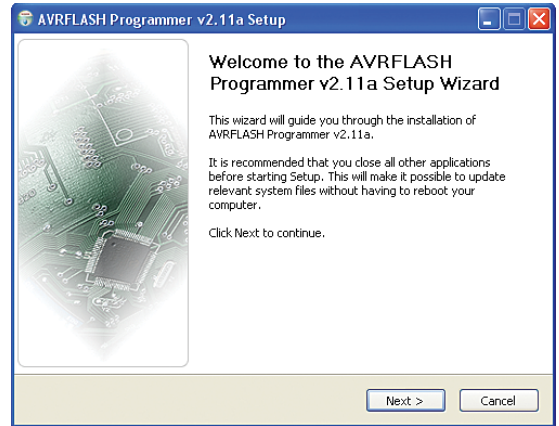 AVRFLASH Programmer v2.11a Setup
Welcome to the AVRFLASH
Programmer v2.11a Setup Wizard
This wizard will guide you through the installation of
AVRFLASH Programmer v2.11a.
It is recommended that you close all other applications
before starting Setup. This will make it possible to update
relevant system files without having to reboot your
computer.
Click Next to continue.
Next >
Cancel